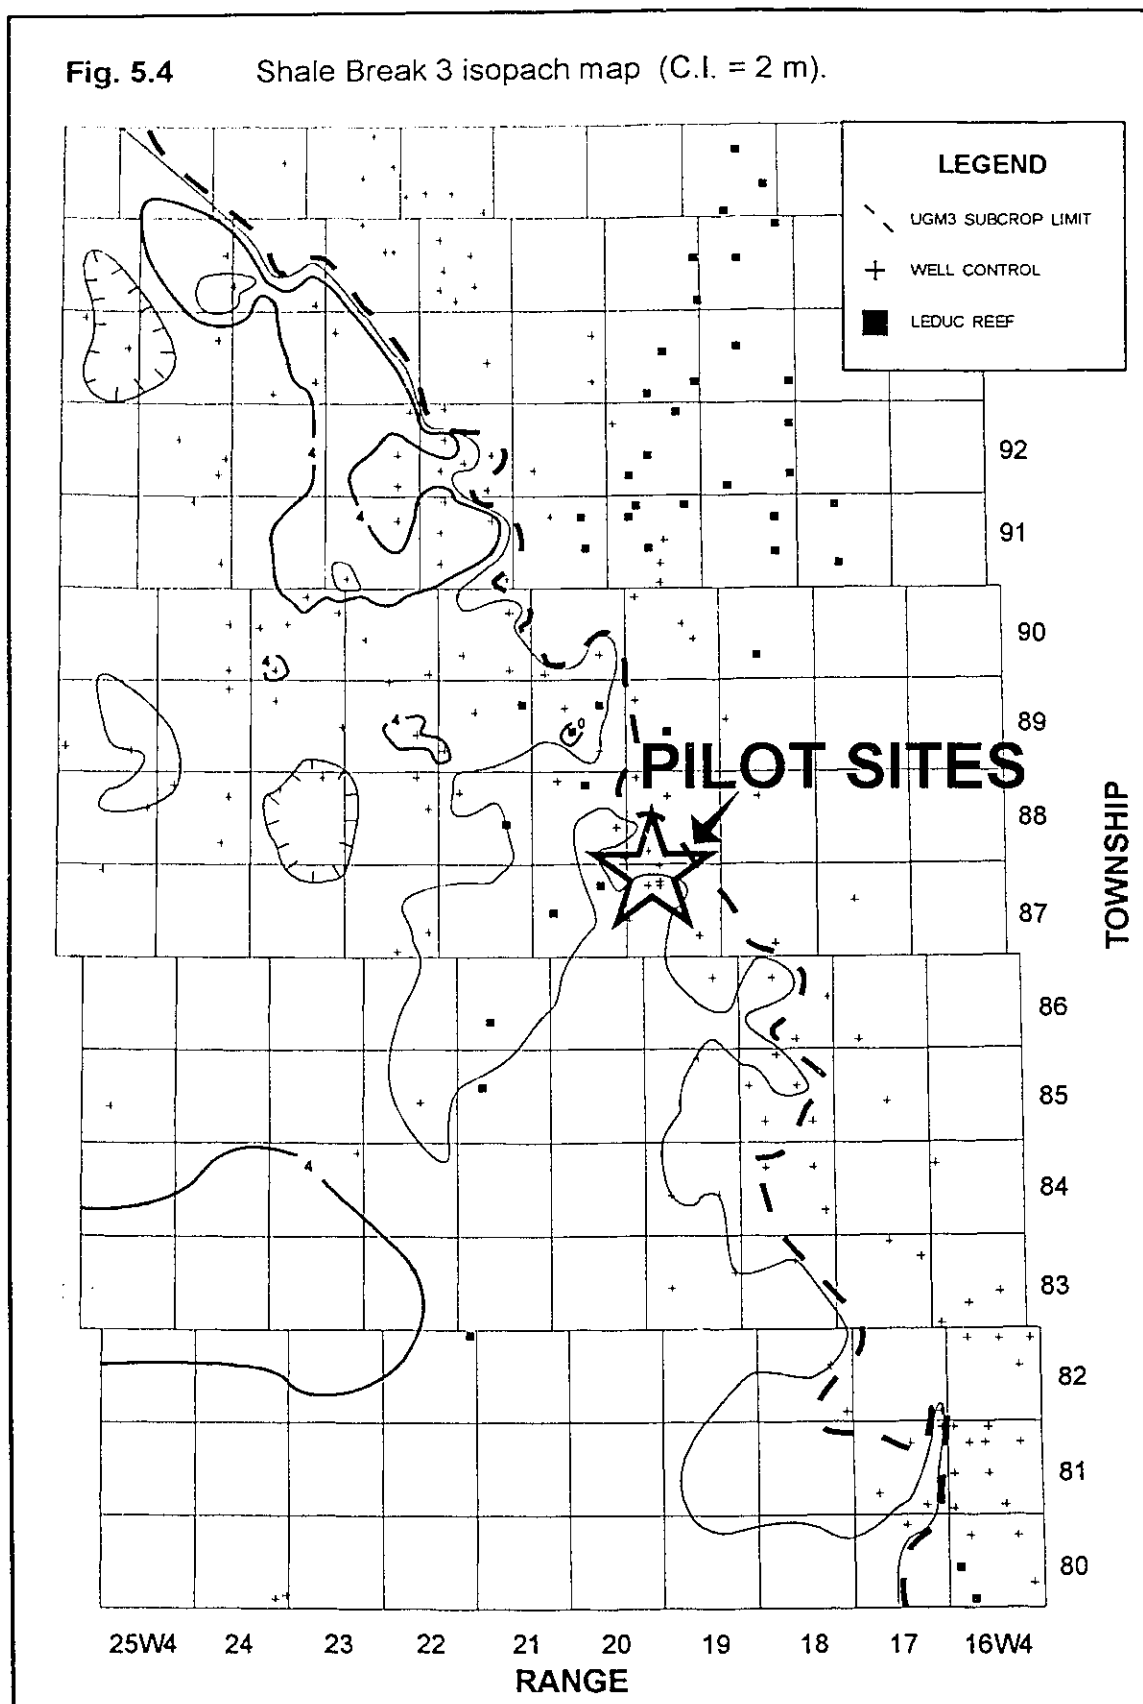 Fig. 5.4 Shale Break 3 isopach map (C.I. = 2 m).
LEGEND
UGM3 SUBCROP LIMIT
WELL CONTROL
LEDUC REEF
4
92
4
91
90
4
89
4
0
PILOT SITES
88
87
TOWNSHIP
86
85
4
84
83
82
81
80
25W4 24 23 22 21 20 19 18 17 16W4
RANGE